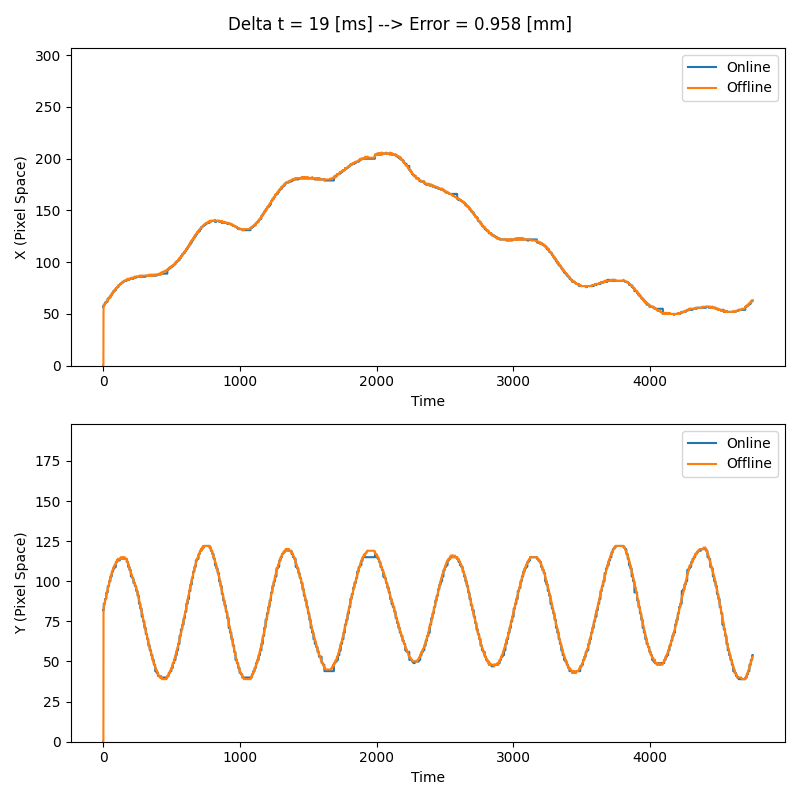 Delta t = 19 [ms] --> Error = 0.958 [mm]
300
250
200
150
100
50
0
X (Pixel Space)
Online
Offline
0 1000 2000 3000 4000
Time
175
150
125
100
75
50
25
0
Y (Pixel Space)
Online
Offline
0 1000 2000 3000 4000
Time